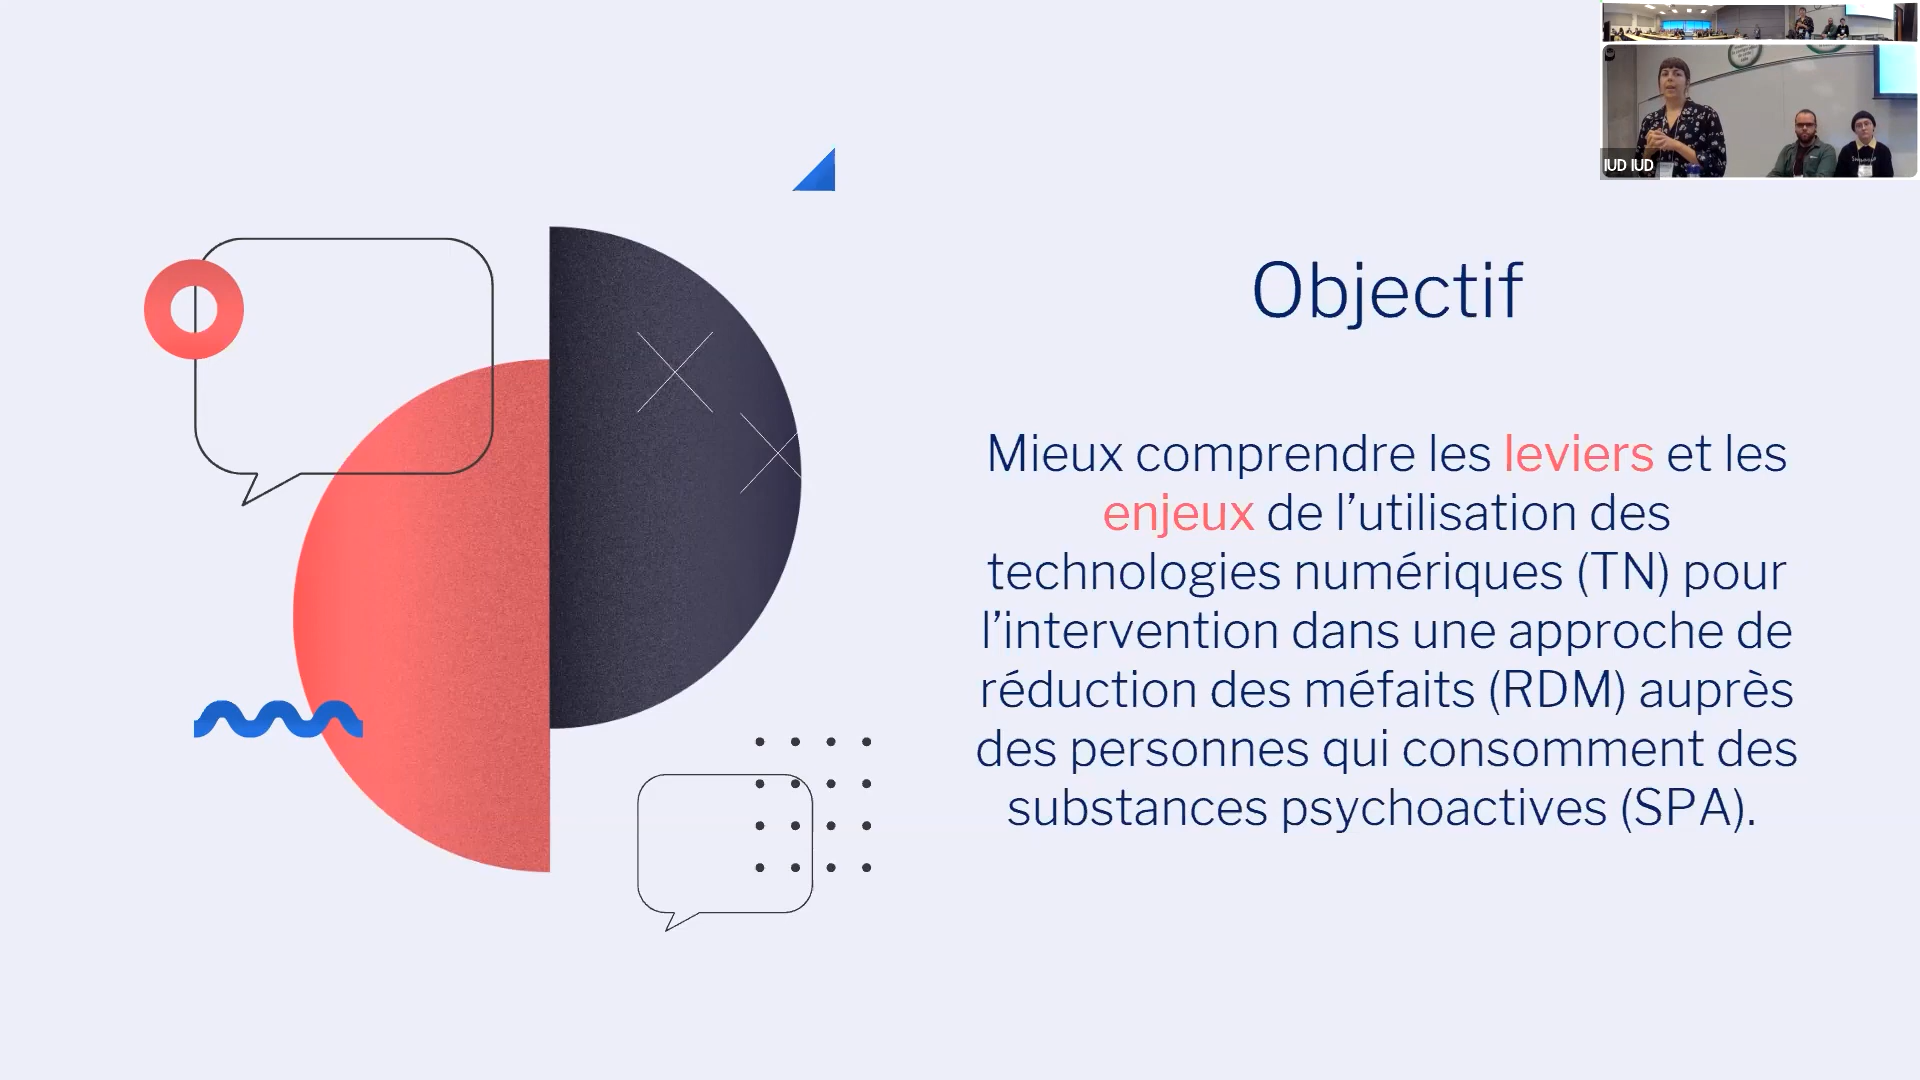 Objectif
Mieux comprendre les leviers et les
enjeux de l’utilisation des
technologies numériques (TN) pour
l’intervention dans une approche de
réduction des méfaits (RDM) auprès
des personnes qui consomment des
substances psychoactives (SPA).
IUD IUD